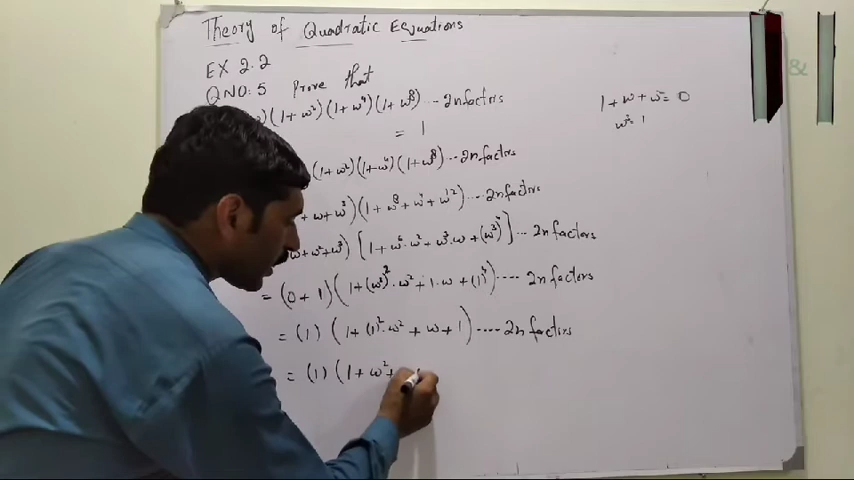 Theory of Quadratic Equations
EX 2.2
Q NO: 5 Prove that
)(1+ω²)(1+ω⁴)(1+ω⁸) ... 2n factors
= 1
(1+ω²)(1+ω⁴)(1+ω⁸) ... 2n factors
+ω+ω³)(1+ω⁸+ω⁴+ω¹²) ... 2n factors
ω+ω²+ω³)[1+ω⁶·ω²+ω³·ω+(ω³)⁴] ... 2n factors
= (0+1)(1+(ω³)²·ω²+1·ω+(1)⁴) .... 2n factors
= (1)(1+(1)²·ω²+ω+1) .... 2n factors
= (1)(1+ω²+
1+ω+ω²=0
ω³=1
&